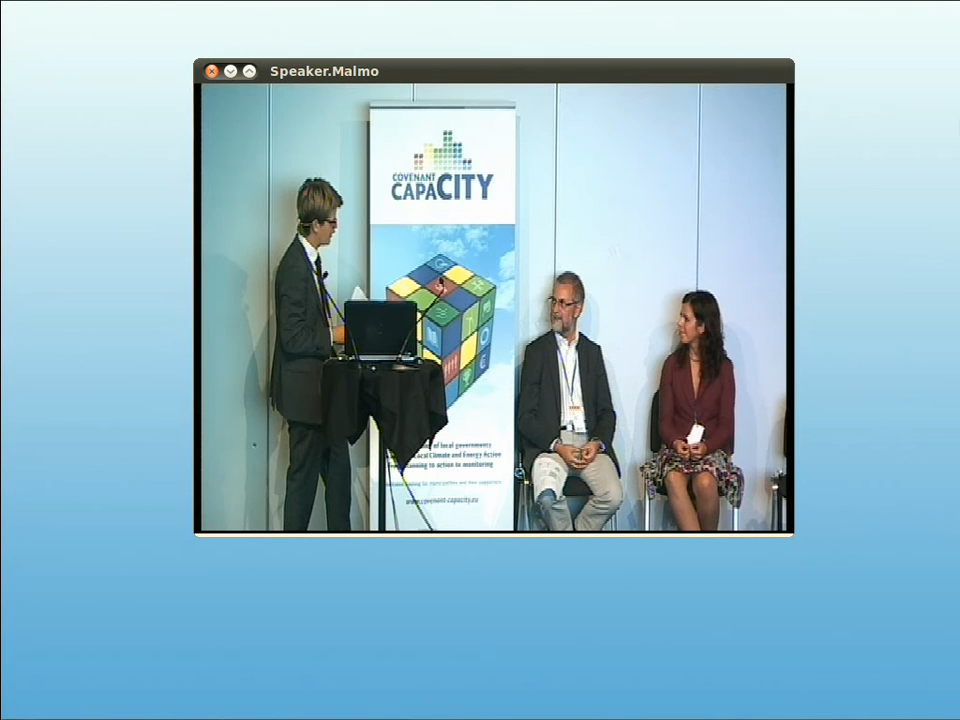 Speaker.Malmo
COVENANT
CAPACITY
of local governments
Local Climate and Energy Action
planning to action to monitoring
www.covenant-capacity.eu